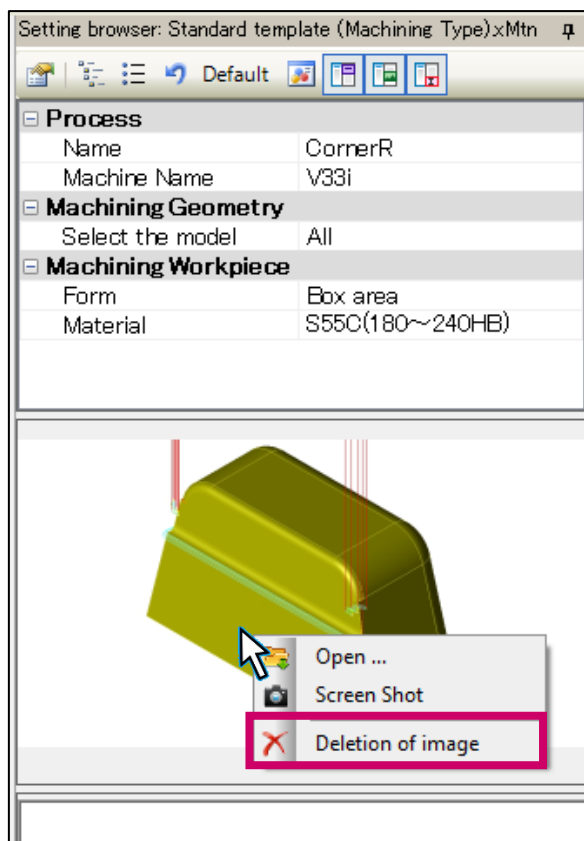 Setting browser: Standard template (Machining Type).xMtn
Default
Process
Name CornerR
Machine Name V33i
Machining Geometry
Select the model All
Machining Workpiece
Form Box area
Material S55C(180～240HB)
Open ...
Screen Shot
Deletion of image